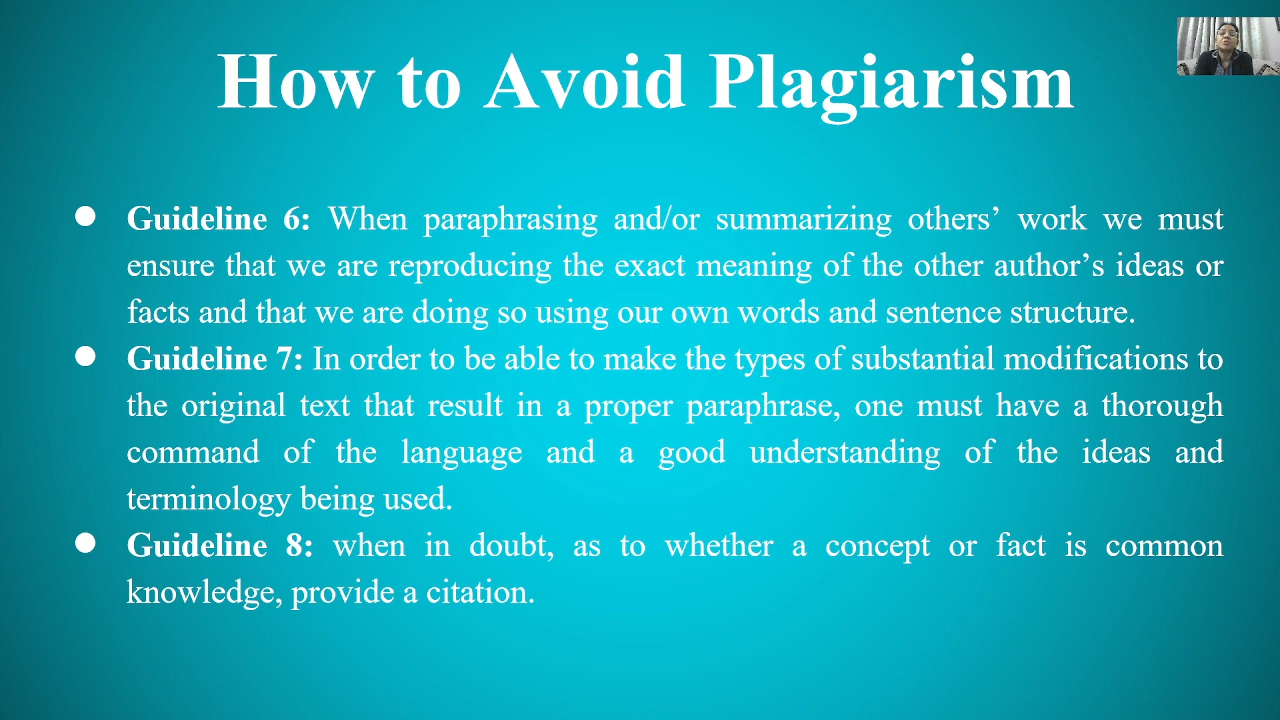 How to Avoid Plagiarism
● Guideline 6: When paraphrasing and/or summarizing others’ work we must
ensure that we are reproducing the exact meaning of the other author’s ideas or
facts and that we are doing so using our own words and sentence structure.
● Guideline 7: In order to be able to make the types of substantial modifications to
the original text that result in a proper paraphrase, one must have a thorough
command of the language and a good understanding of the ideas and
terminology being used.
● Guideline 8: when in doubt, as to whether a concept or fact is common
knowledge, provide a citation.